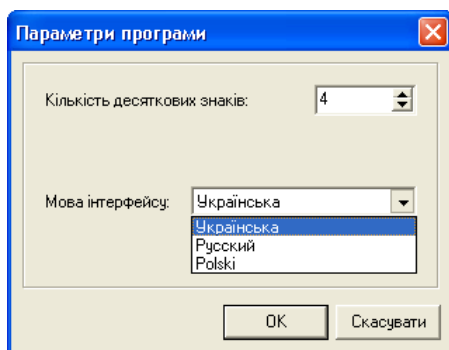 Параметри програми
Кількість десяткових знаків: 4
Мова інтерфейсу: Українська
Українська
Русский
Polski
OK Скасувати